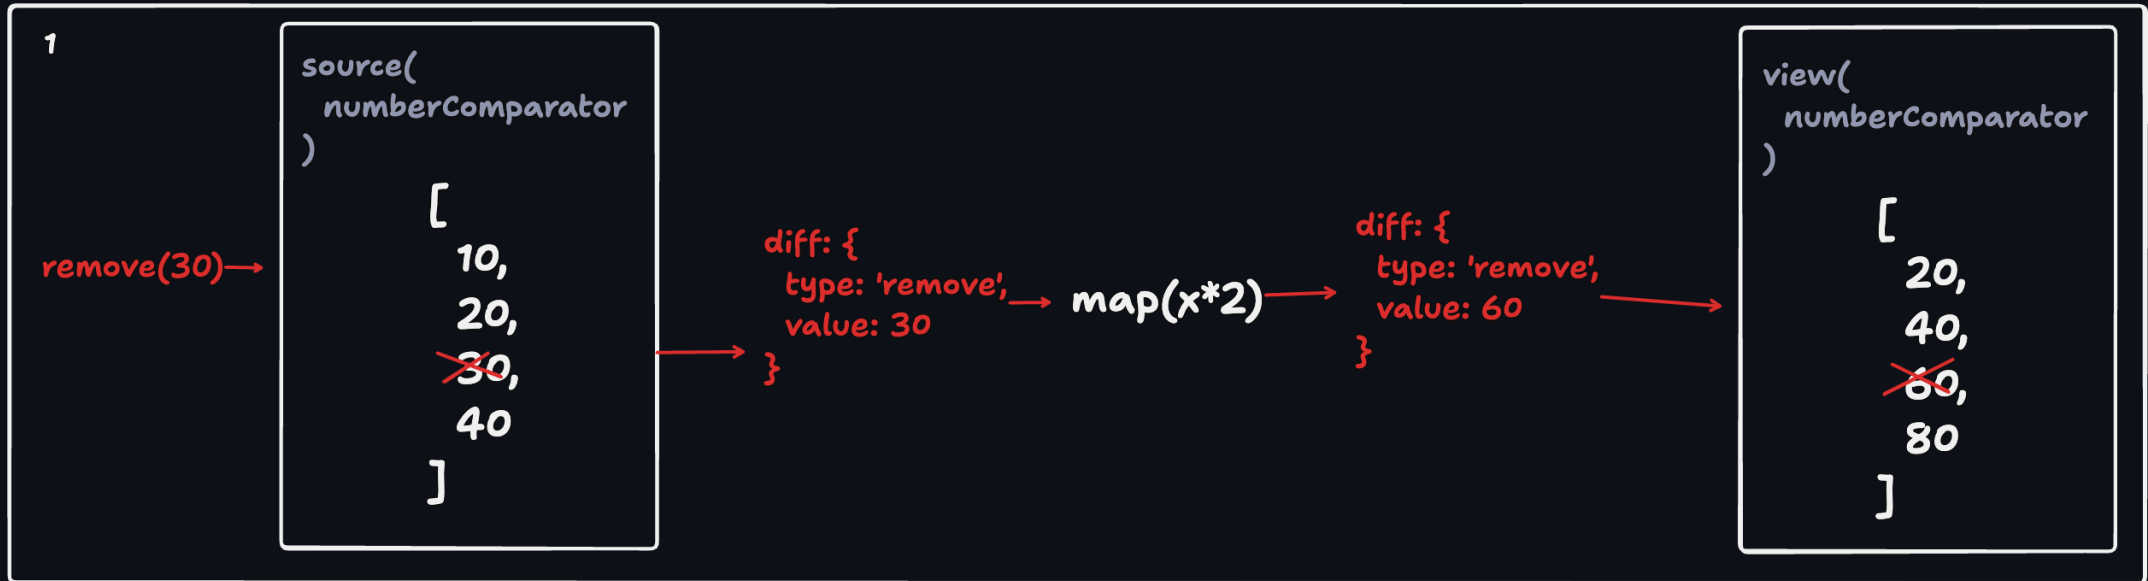 1
source(
numberComparator
)
[
10,
20,
30,
40
]
remove(30)
diff: {
type: 'remove',
value: 30
}
map(x*2)
diff: {
type: 'remove',
value: 60
}
view(
numberComparator
)
[
20,
40,
60,
80
]